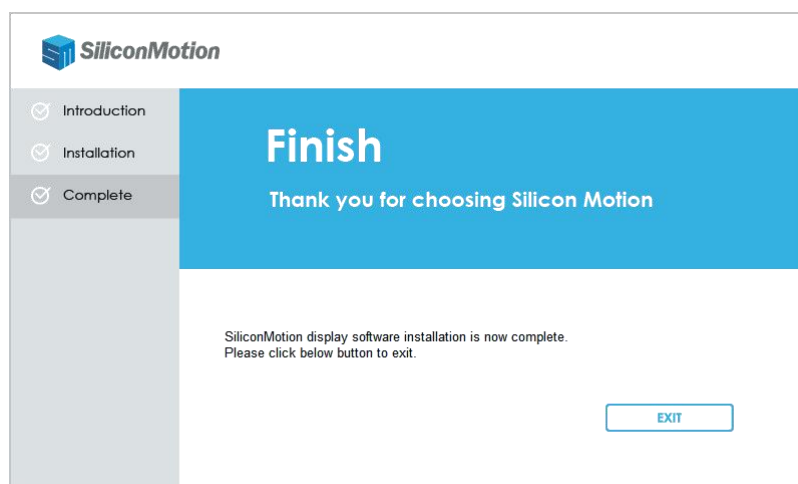 SiliconMotion
Introduction
Installation
Complete
Finish
Thank you for choosing Silicon Motion
SiliconMotion display software installation is now complete.
Please click below button to exit.
EXIT